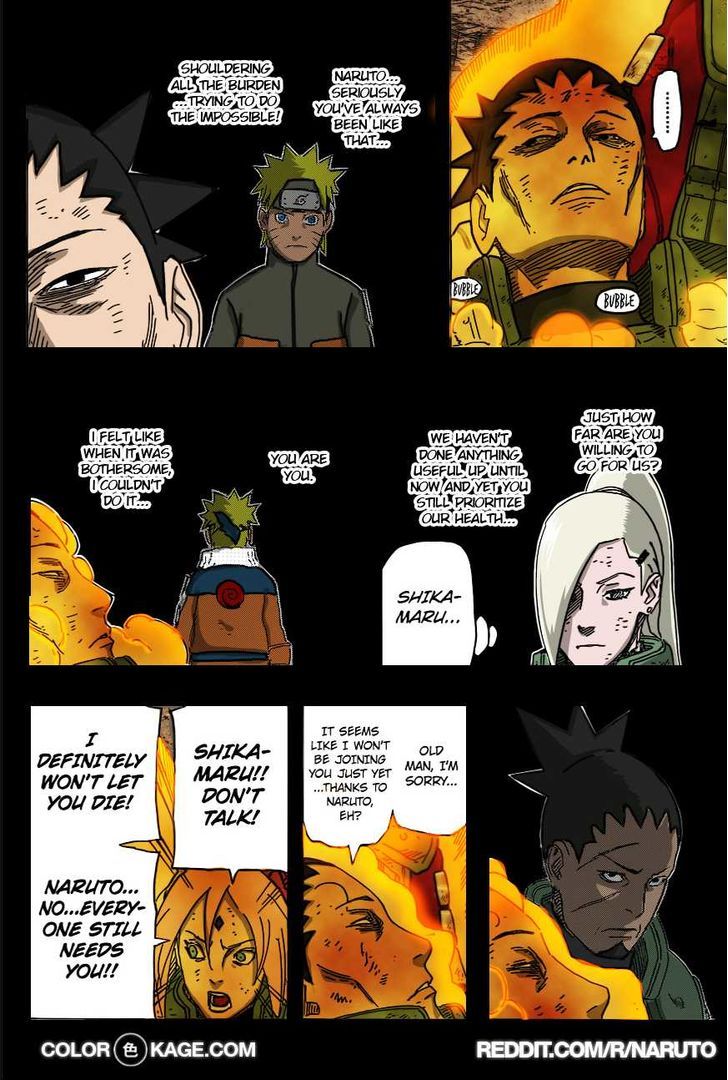 .........
BUBBLE
BUBBLE
NARUTO...
SERIOUSLY
YOU'VE ALWAYS
BEEN LIKE
THAT...
SHOULDERING
ALL THE BURDEN
...TRYING TO DO
THE IMPOSSIBLE!
JUST HOW
FAR ARE YOU
WILLING TO
GO FOR US?
WE HAVEN'T
DONE ANYTHING
USEFUL UP UNTIL
NOW AND YET YOU
STILL PRIORITIZE
OUR HEALTH...
SHIKA-
MARU...
YOU ARE
YOU.
I FELT LIKE
WHEN IT WAS
BOTHERSOME,
I COULDN'T
DO IT...
OLD
MAN, I'M
SORRY...
IT SEEMS
LIKE I WON'T
BE JOINING
YOU JUST YET
...THANKS TO
NARUTO,
EH?
SHIKA-
MARU!!
DON'T
TALK!
I
DEFINITELY
WON'T LET
YOU DIE!
NARUTO...
NO...EVERY-
ONE STILL
NEEDS
YOU!!
COLOR 色 KAGE.COM
REDDIT.COM/R/NARUTO